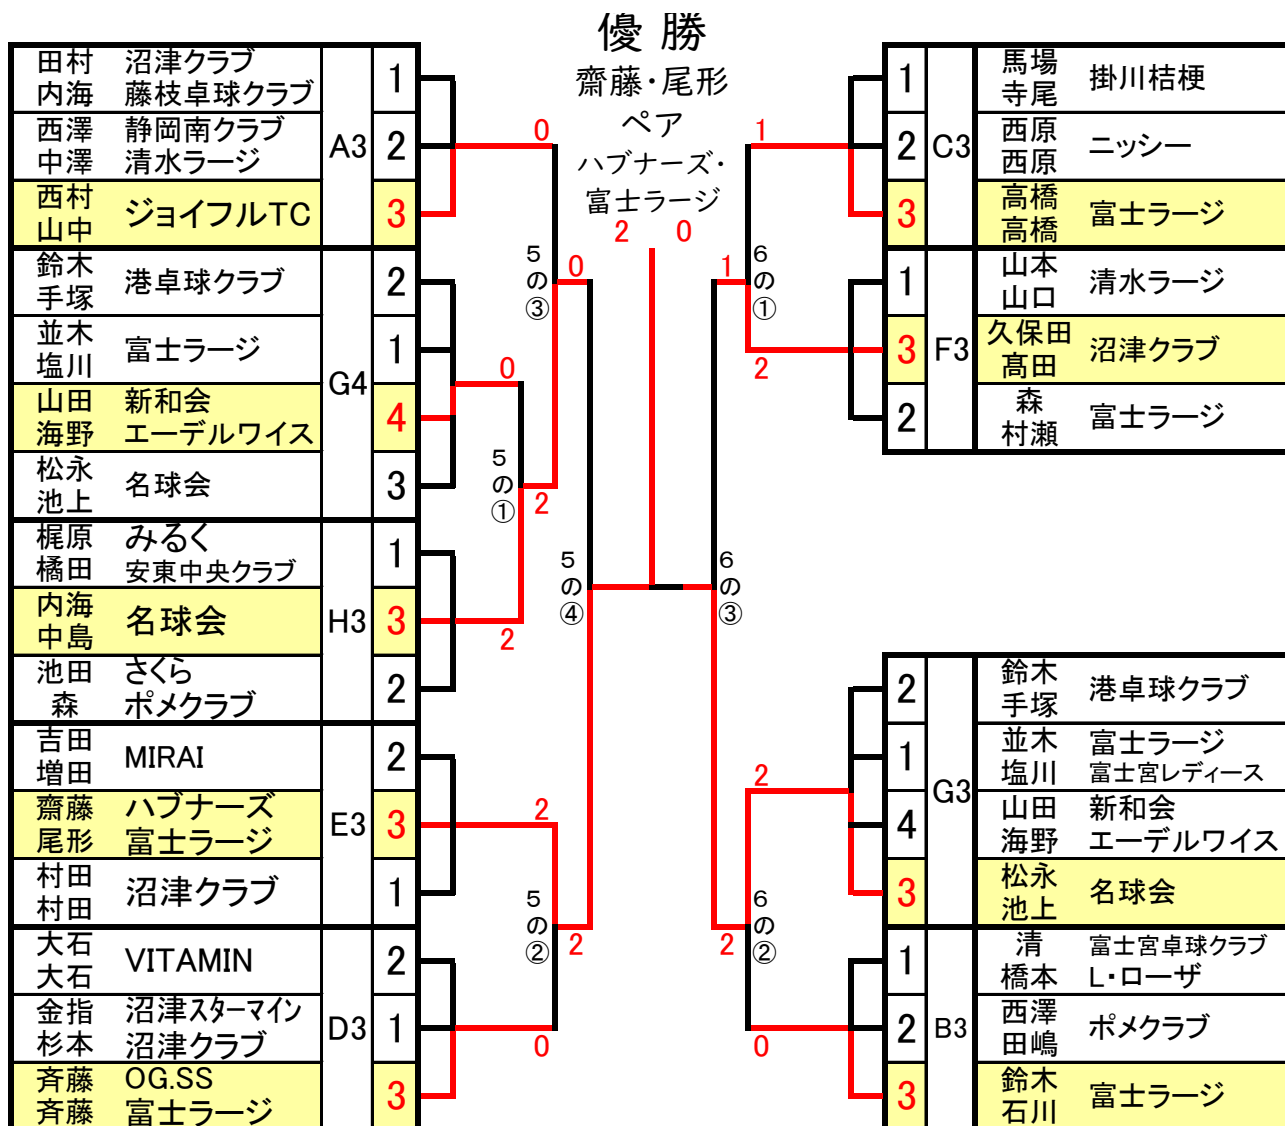 優 勝
齋藤・尾形
ペア
ハブナーズ・
富士ラージ
2 0
田村 沼津クラブ
内海 藤枝卓球クラブ
1
西澤 静岡南クラブ
中澤 清水ラージ
A3 2
西村
山中
ジョイフルTC 3
鈴木
手塚
港卓球クラブ 2
並木
塩川
富士ラージ 1
G4
山田 新和会
海野 エーデルワイス
4
松永
池上
名球会 3
梶原 みるく
橘田 安東中央クラブ
1
内海
中島
名球会 H3 3
池田 さくら
森 ポメクラブ
2
吉田
増田
MIRAI 2
齋藤 ハブナーズ
尾形 富士ラージ
E3 3
村田
村田
沼津クラブ 1
大石
大石
VITAMIN 2
金指 沼津スターマイン
杉本 沼津クラブ
D3 1
斉藤 OG.SS
斉藤 富士ラージ
3
0
5
の
③
0
0
5
の
①
2
2
5
の
④
2
5
の
②
2
0
1
6
の
①
1
2
6
の
③
2
6
の
②
2
0
1
馬場
寺尾
掛川桔梗
2 C3
西原
西原
ニッシー
3
高橋
高橋
富士ラージ
1
山本
山口
清水ラージ
3 F3
久保田
髙田
沼津クラブ
2
森
村瀬
富士ラージ
2
鈴木
手塚
港卓球クラブ
1
並木 富士ラージ
塩川 富士宮レディース
G3
4
山田 新和会
海野 エーデルワイス
3
松永
池上
名球会
1
清 富士宮卓球クラブ
橋本 L・ローザ
2 B3
西澤
田嶋
ポメクラブ
3
鈴木
石川
富士ラージ